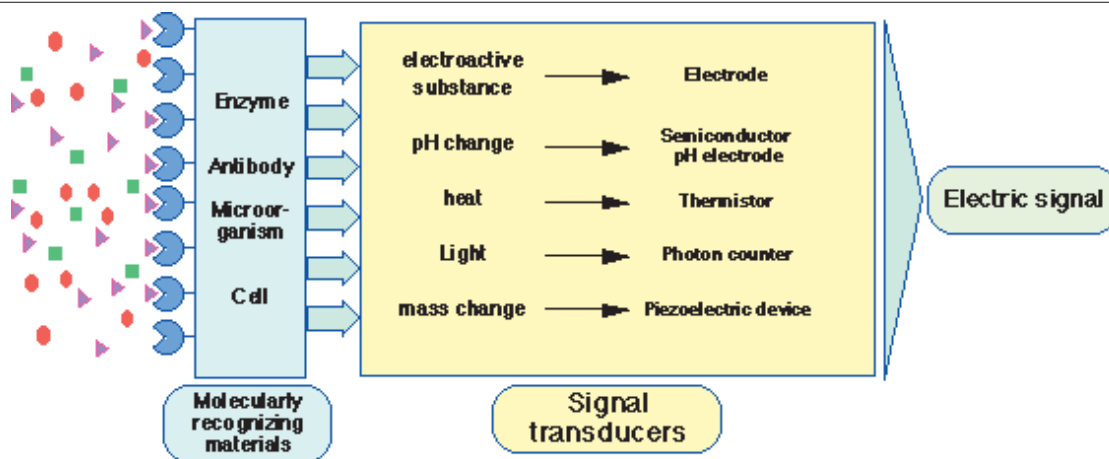 Enzyme
Antibody
Microor-
ganism
Cell
Molecularly
recognizing
materials
electroactive
substance
Electrode
pH change
Semiconductor
pH electrode
heat
Thermistor
Light
Photon counter
mass change
Piezoelectric device
Signal
transducers
Electric signal